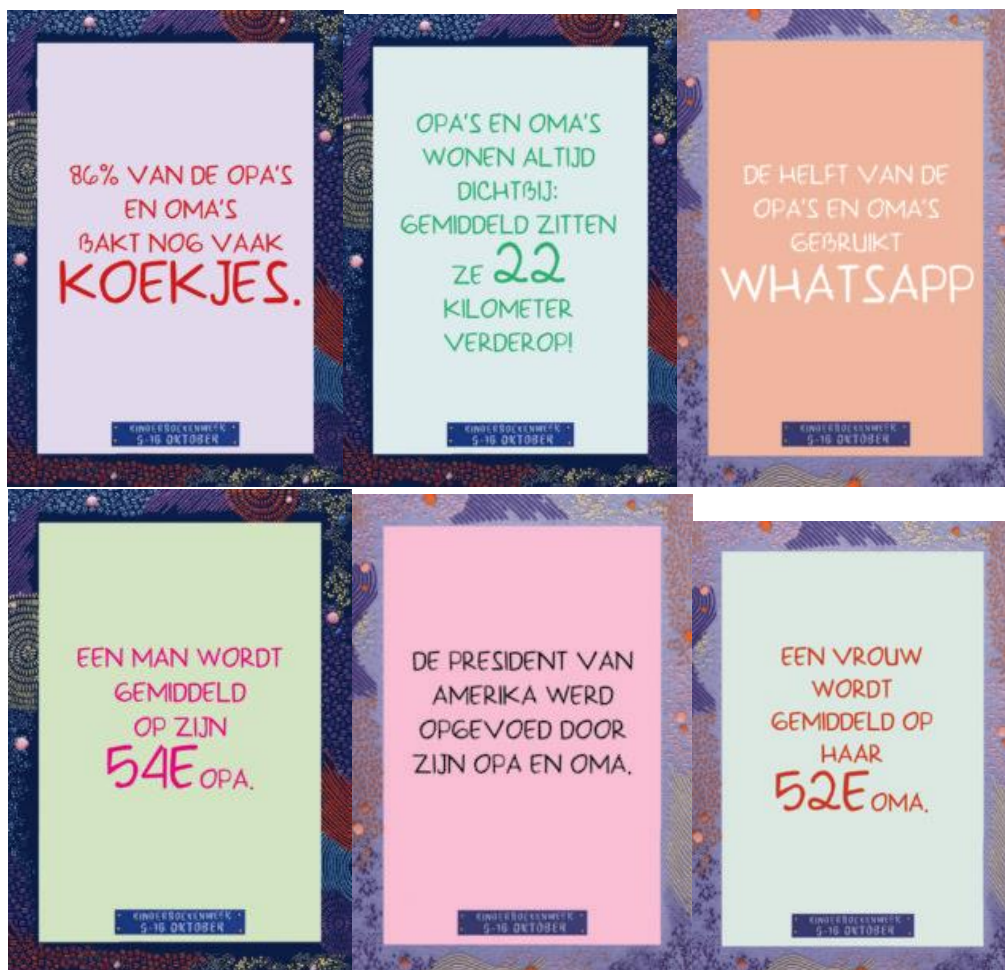 86% VAN DE OPA'S
EN OMA'S
BAKT NOG VAAK
KOEKJES.
KINDERBOEKENWEEK
5-16 OKTOBER
OPA'S EN OMA'S
WONEN ALTIJD
DICHTBIJ:
GEMIDDELD ZITTEN
ZE 22
KILOMETER
VERDEROP!
KINDERBOEKENWEEK
5-16 OKTOBER
DE HELFT VAN DE
OPA'S EN OMA'S
GEBRUIKT
WHATSAPP
KINDERBOEKENWEEK
5-16 OKTOBER
EEN MAN WORDT
GEMIDDELD
OP ZIJN
54E OPA.
KINDERBOEKENWEEK
5-16 OKTOBER
DE PRESIDENT VAN
AMERIKA WERD
OPGEVOED DOOR
ZIJN OPA EN OMA.
KINDERBOEKENWEEK
5-16 OKTOBER
EEN VROUW
WORDT
GEMIDDELD OP
HAAR
52E OMA.
KINDERBOEKENWEEK
5-16 OKTOBER